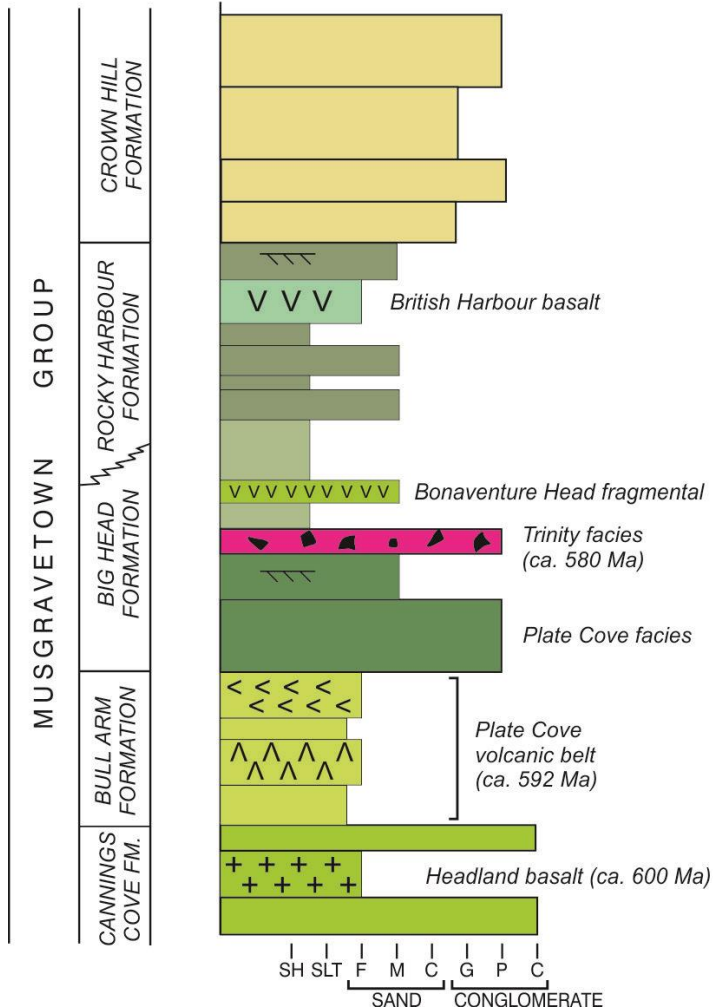 MUSGRAVETOWN GROUP
CROWN HILL
FORMATION
ROCKY HARBOUR
FORMATION
BIG HEAD
FORMATION
BULL ARM
FORMATION
CANNINGS
COVE FM.
British Harbour basalt
Bonaventure Head fragmental
Trinity facies
(ca. 580 Ma)
Plate Cove facies
Plate Cove
volcanic belt
(ca. 592 Ma)
Headland basalt (ca. 600 Ma)
SH SLT F M C G P C
SAND CONGLOMERATE